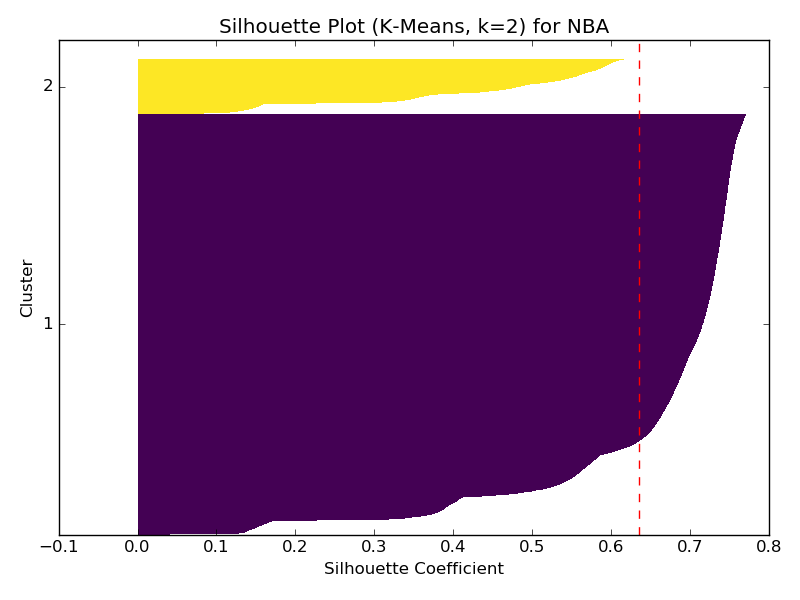 Silhouette Plot (K-Means, k=2) for NBA
2
1
Cluster
−0.1 0.0 0.1 0.2 0.3 0.4 0.5 0.6 0.7 0.8
Silhouette Coefficient